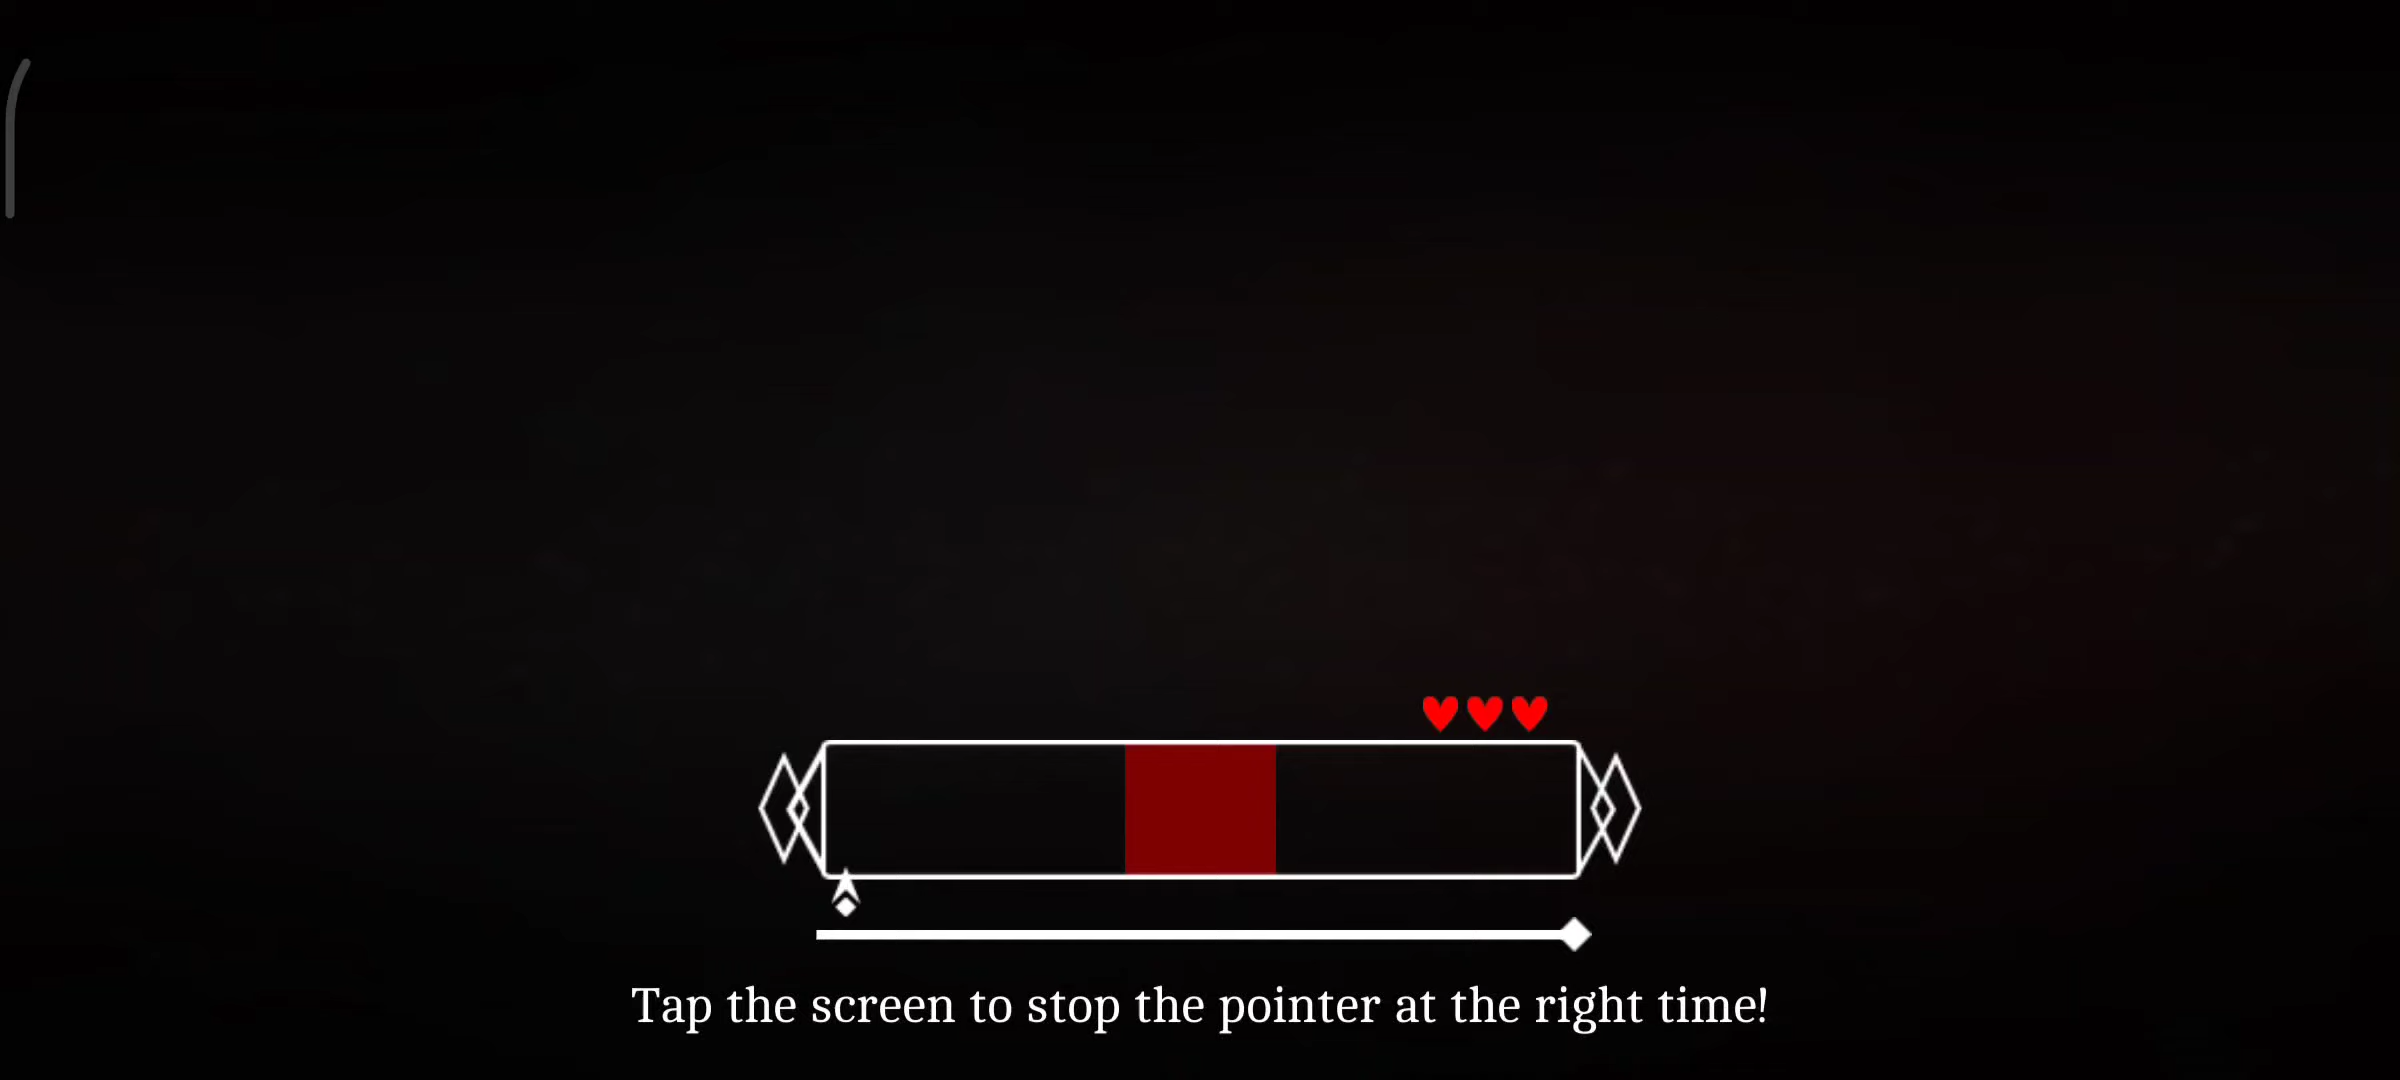 Tap the screen to stop the pointer at the right time!